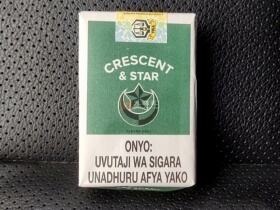 CRESCENT
& STAR
ONYO:
UVUTAJI WA SIGARA
UNADHURU AFYA YAKO